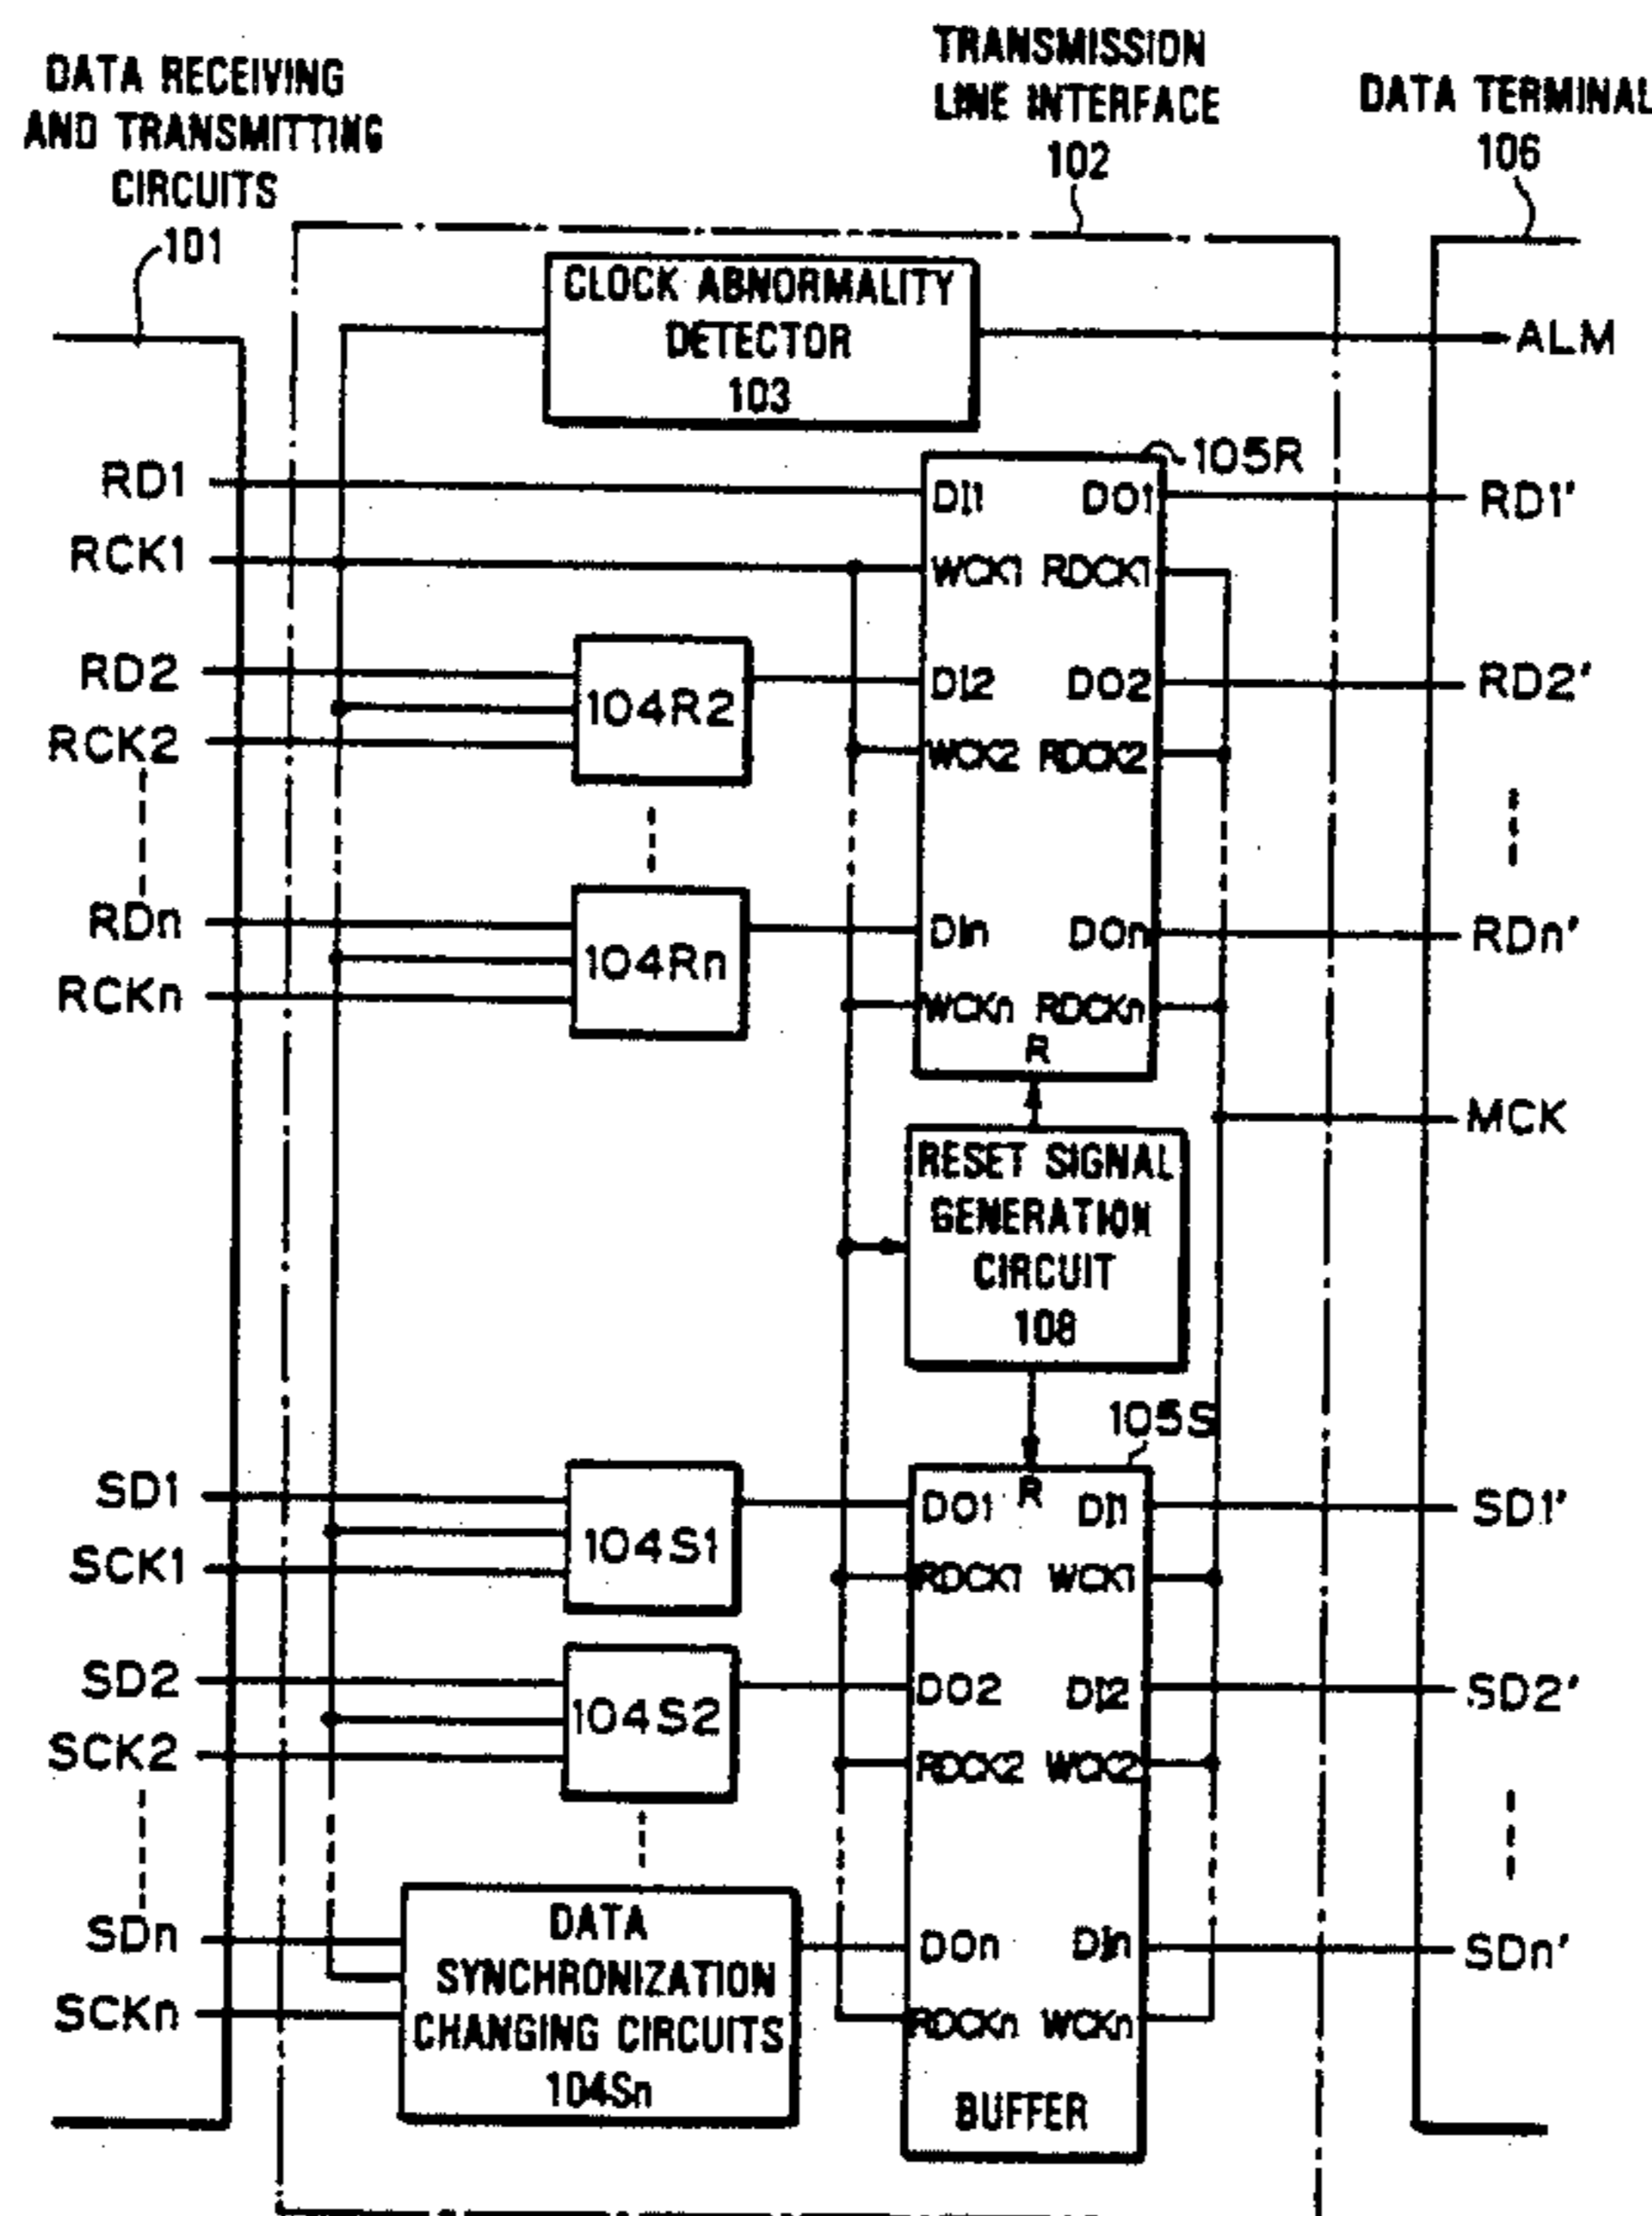 DATA RECEIVING
AND TRANSMITTING
CIRCUITS
101
TRANSMISSION
LINE INTERFACE
102
DATA TERMINAL
106
CLOCK ABNORMALITY
DETECTOR
103
ALM
105R
RD1
DI1
DO1
RD1'
RCK1
WCK1
RDCK1
RD2
104R2
DI2
DO2
RD2'
RCK2
WCK2
RDCK2
RDn
104Rn
DIn
DOn
RDn'
RCKn
WCKn
RDCKn
R
MCK
RESET SIGNAL
GENERATION
CIRCUIT
108
105S
R
SD1
104S1
DO1
DI1
SD1'
SCK1
RDCK1
WCK1
SD2
104S2
DO2
DI2
SD2'
SCK2
RDCK2
WCK2
SDn
DATA
SYNCHRONIZATION
CHANGING CIRCUITS
104Sn
DOn
DIn
SDn'
SCKn
RDCKn
WCKn
BUFFER